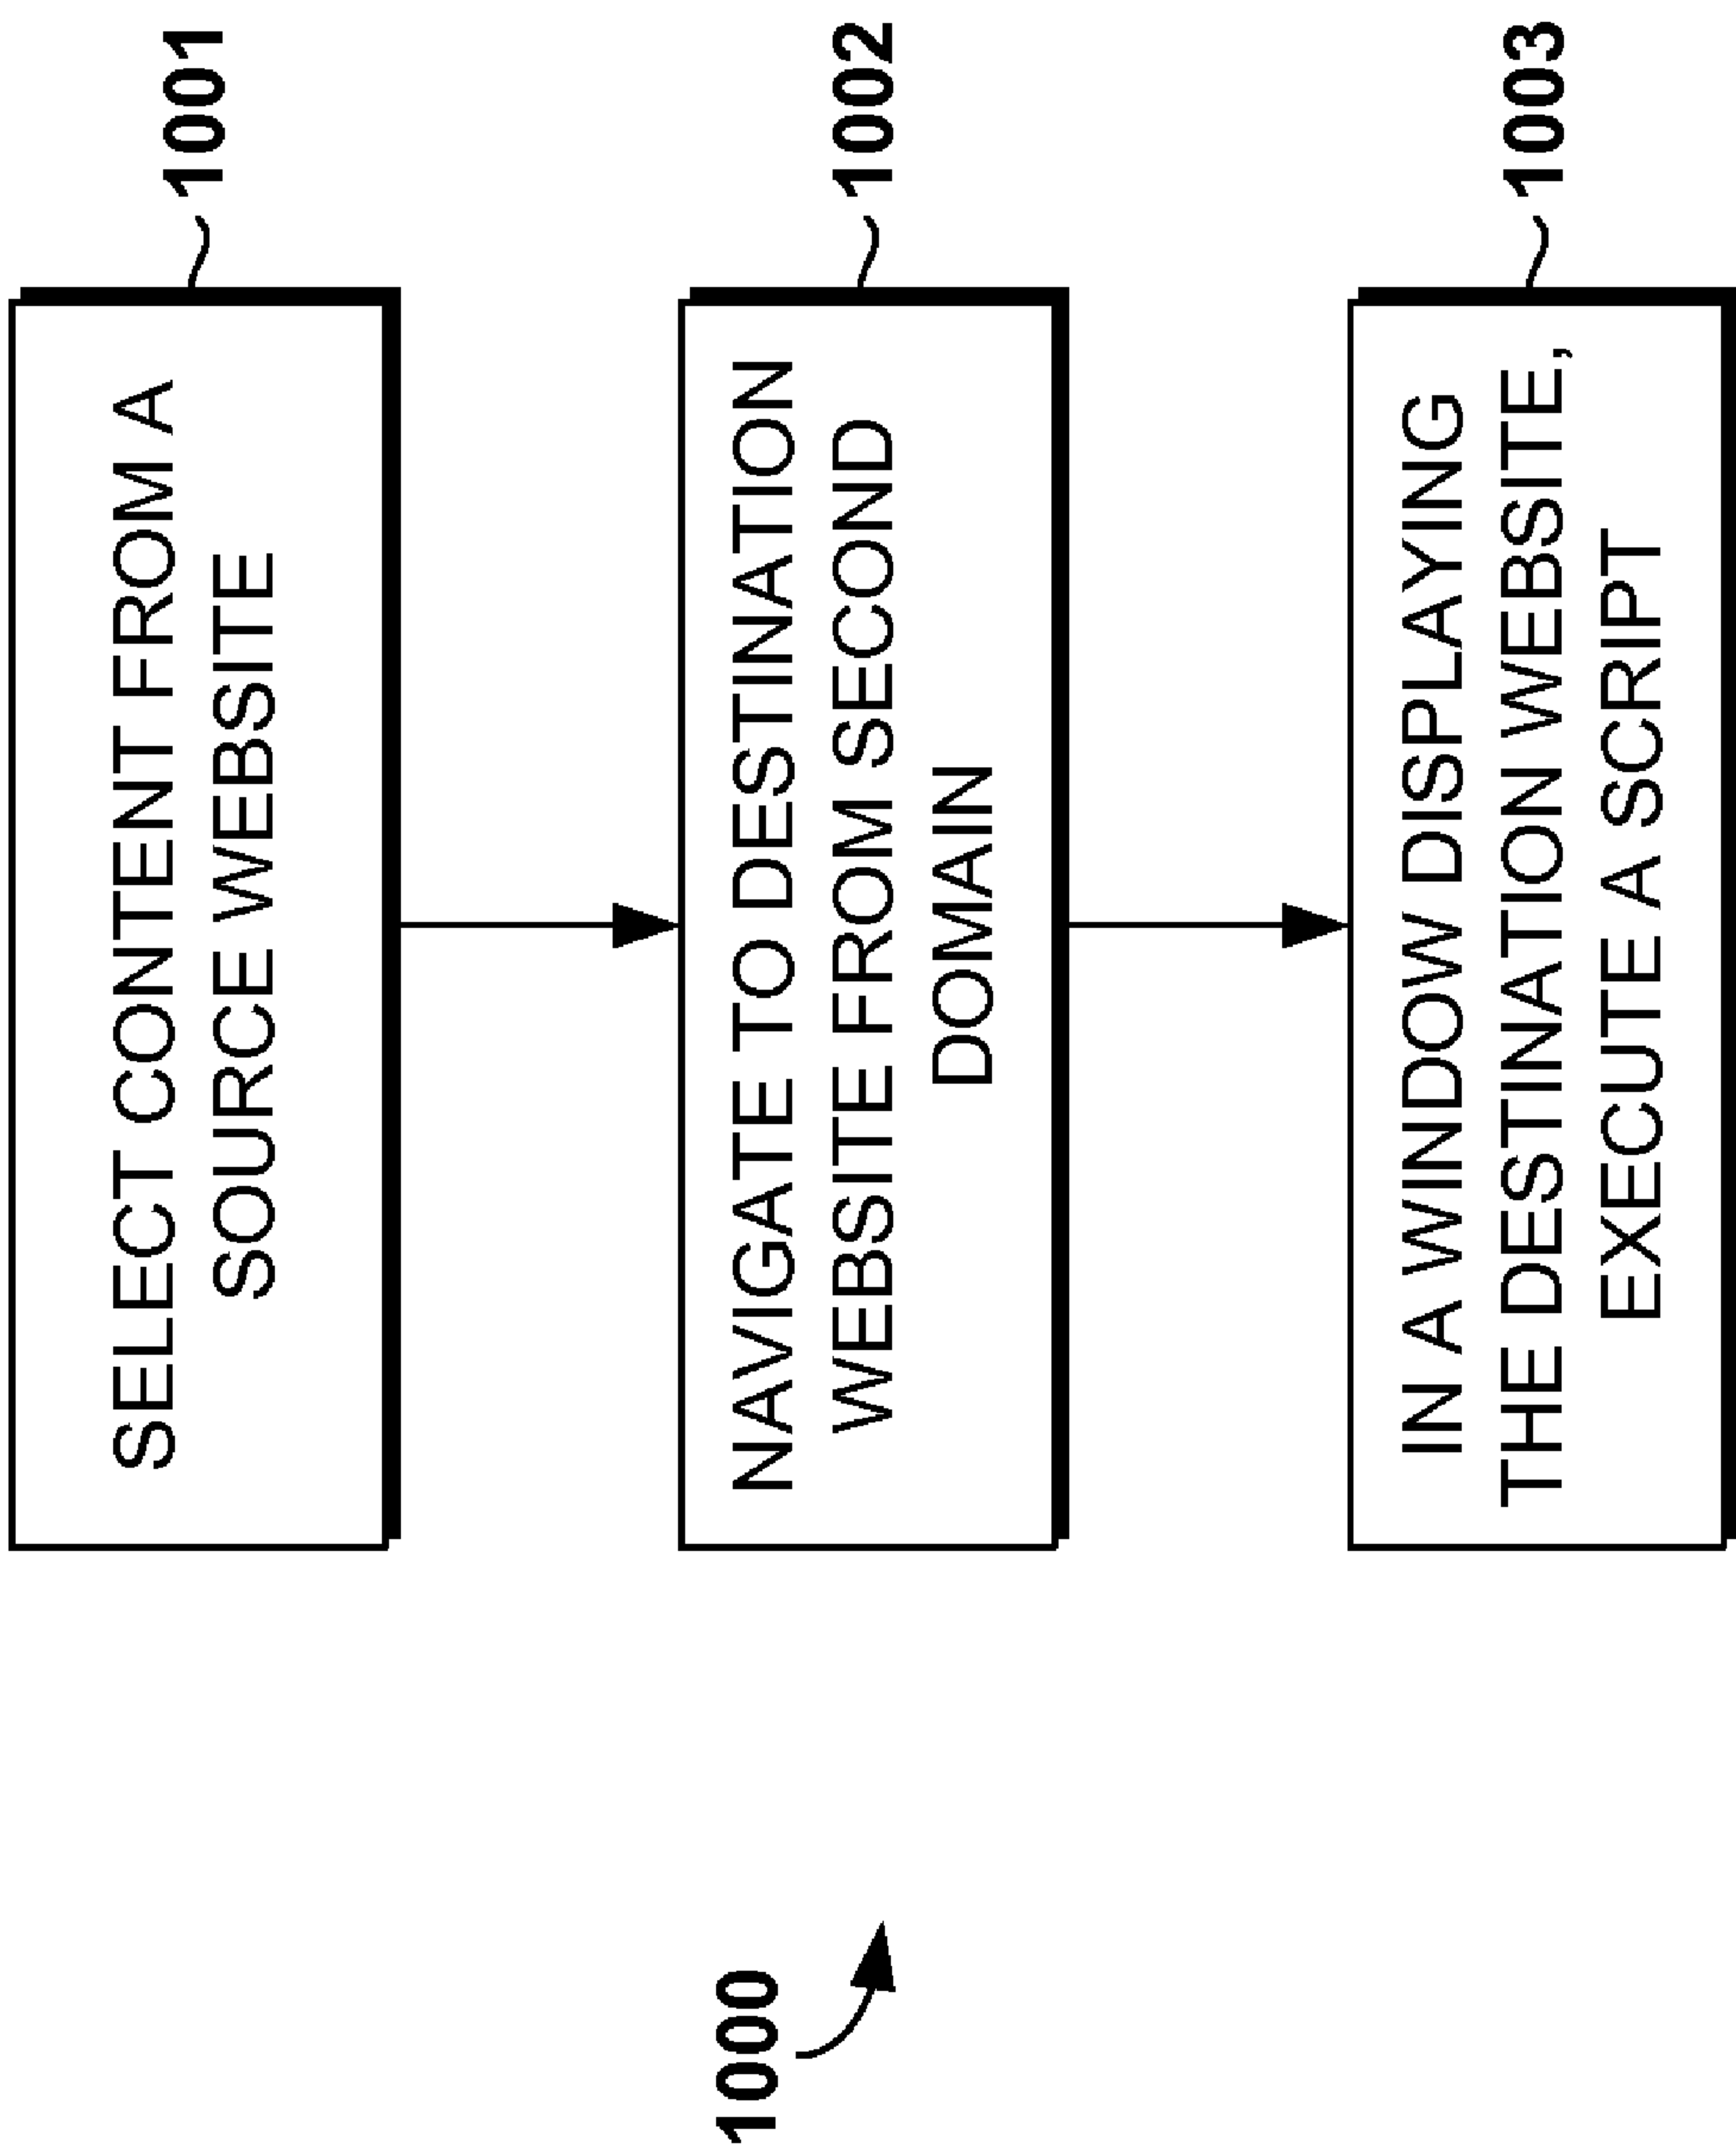 1000
SELECT CONTENT FROM A
SOURCE WEBSITE
1001
NAVIGATE TO DESTINATION
WEBSITE FROM SECOND
DOMAIN
1002
IN A WINDOW DISPLAYING
THE DESTINATION WEBSITE,
EXECUTE A SCRIPT
1003